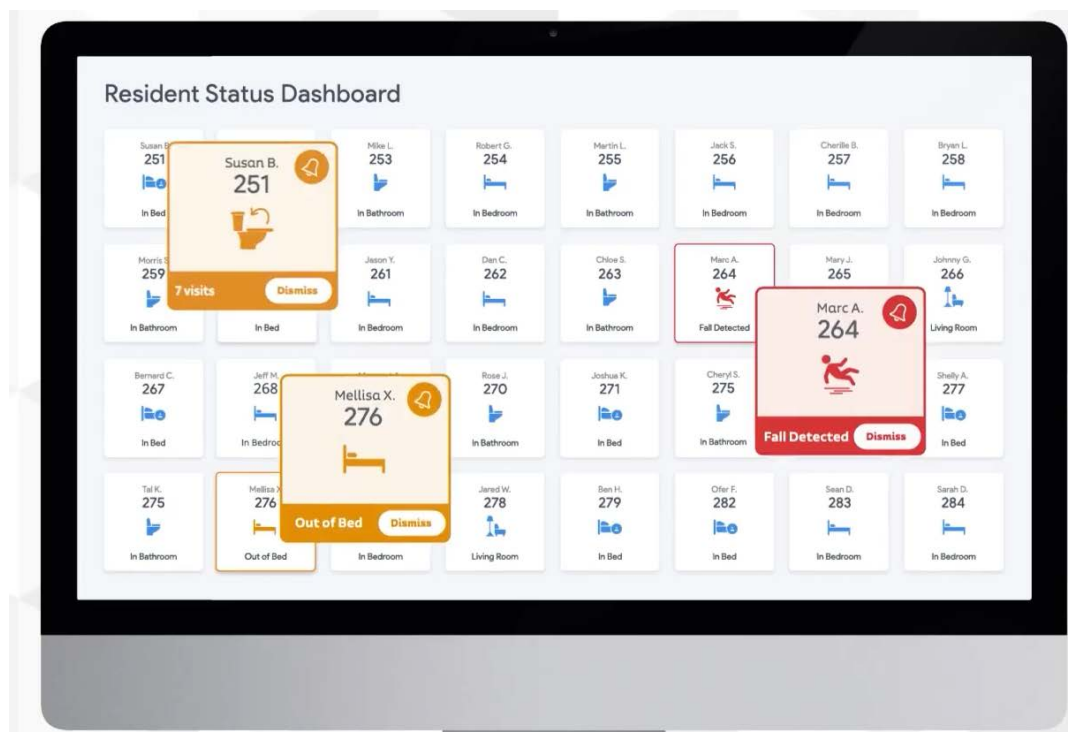 Resident Status Dashboard
Susan
251
In Bed
Susan B.
251
7 visits
Dismiss
Mike L.
253
In Bathroom
Robert G.
254
In Bedroom
Martin L.
255
In Bathroom
Jack S.
256
In Bedroom
Cherilie B.
257
In Bedroom
Bryan L.
258
In Bedroom
Morris
259
In Bathroom
In Bed
Jason Y.
261
In Bedroom
Dan C.
262
In Bedroom
Chloe S.
263
In Bathroom
Marc A.
264
Fall Detected
Mary J.
265
Marc A.
264
Fall Detected
Dismiss
Johnny G.
266
Living Room
Bernard C.
267
In Bed
Jeff M.
268
In Bedroo
Mellisa X.
276
Out of Bed
Dismiss
Rose J.
270
In Bathroom
Joshua K.
271
In Bed
Cheryl S.
275
In Bathroom
Shelly A.
277
In Bed
Tal K.
275
In Bathroom
Mellisa X
276
Out of Bed
In Bedroom
Jared W.
278
Living Room
Ben H.
279
In Bed
Ofer F.
282
In Bed
Sean D.
283
In Bedroom
Sarah D.
284
In Bedroom